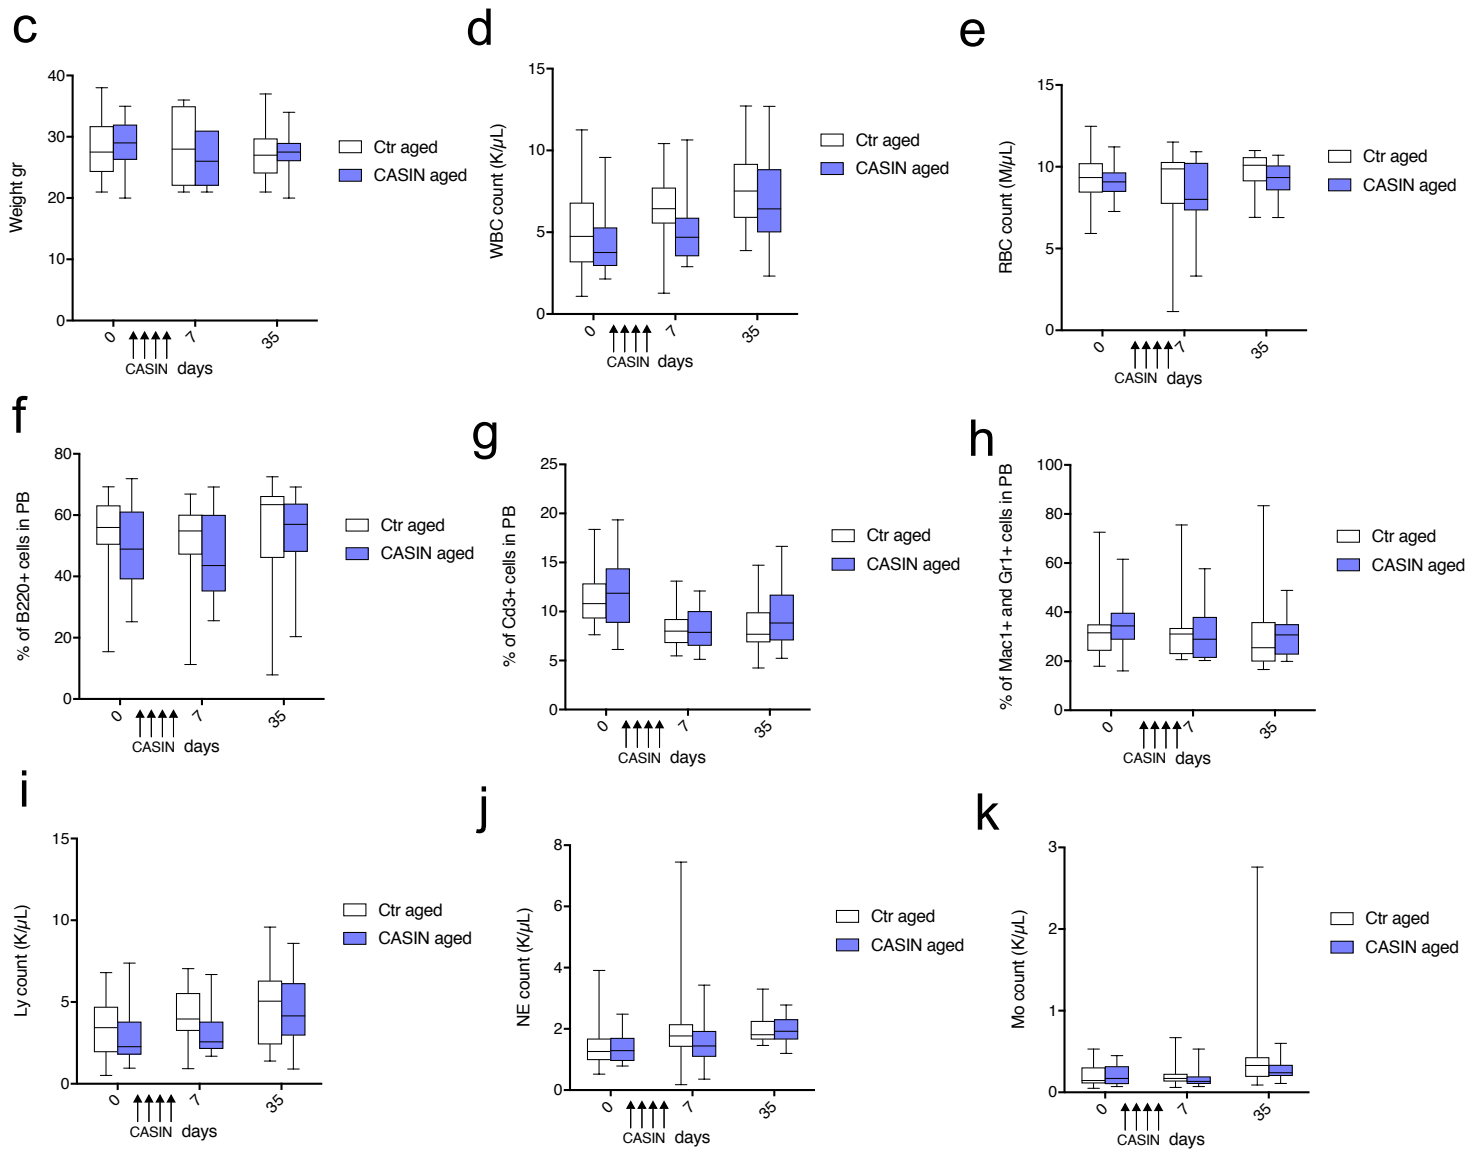 c
Weight gr
40
30
20
10
0
0
7
35
CASIN days
Ctr aged
CASIN aged
d
WBC count (K/μL)
15
10
5
0
0
7
35
CASIN days
Ctr aged
CASIN aged
e
RBC count (M/μL)
15
10
5
0
0
7
35
CASIN days
Ctr aged
CASIN aged
f
% of B220+ cells in PB
80
60
40
20
0
0
7
35
CASIN days
Ctr aged
CASIN aged
g
% of Cd3+ cells in PB
25
20
15
10
5
0
0
7
35
CASIN days
Ctr aged
CASIN aged
h
% of Mac1+ and Gr1+ cells in PB
100
80
60
40
20
0
0
7
35
CASIN days
Ctr aged
CASIN aged
i
Ly count (K/μL)
15
10
5
0
0
7
35
CASIN days
Ctr aged
CASIN aged
j
NE count (K/μL)
8
6
4
2
0
0
7
35
CASIN days
Ctr aged
CASIN aged
k
Mo count (K/μL)
3
2
1
0
0
7
35
CASIN days
Ctr aged
CASIN aged